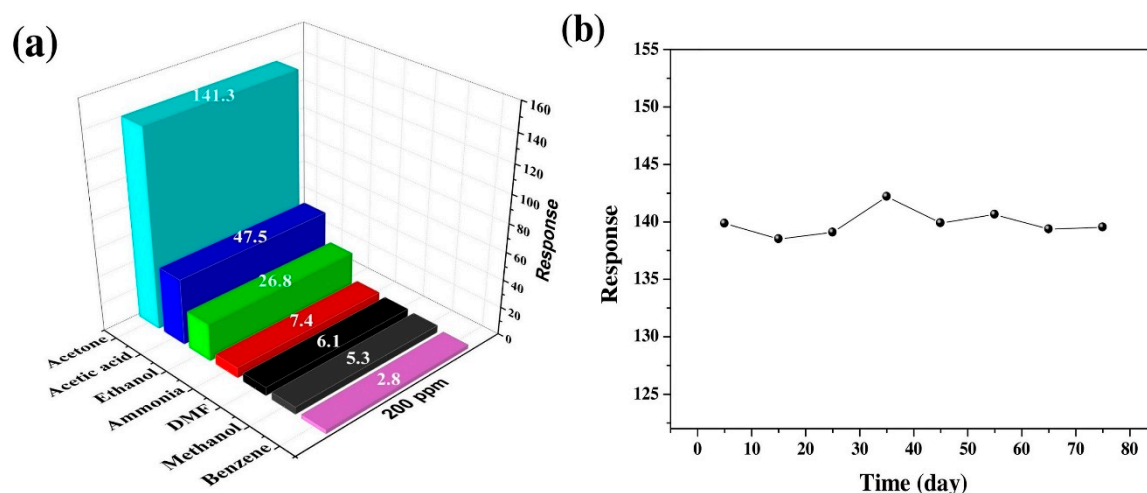 (a)
141.3
47.5
26.8
7.4
6.1
5.3
2.8
Acetone
Acetic acid
Ethanol
Ammonia
DMF
Methanol
Benzene
200 ppm
0
20
40
60
80
100
120
140
160
Response
(b)
155
150
145
140
135
130
125
Response
0 10 20 30 40 50 60 70 80
Time (day)